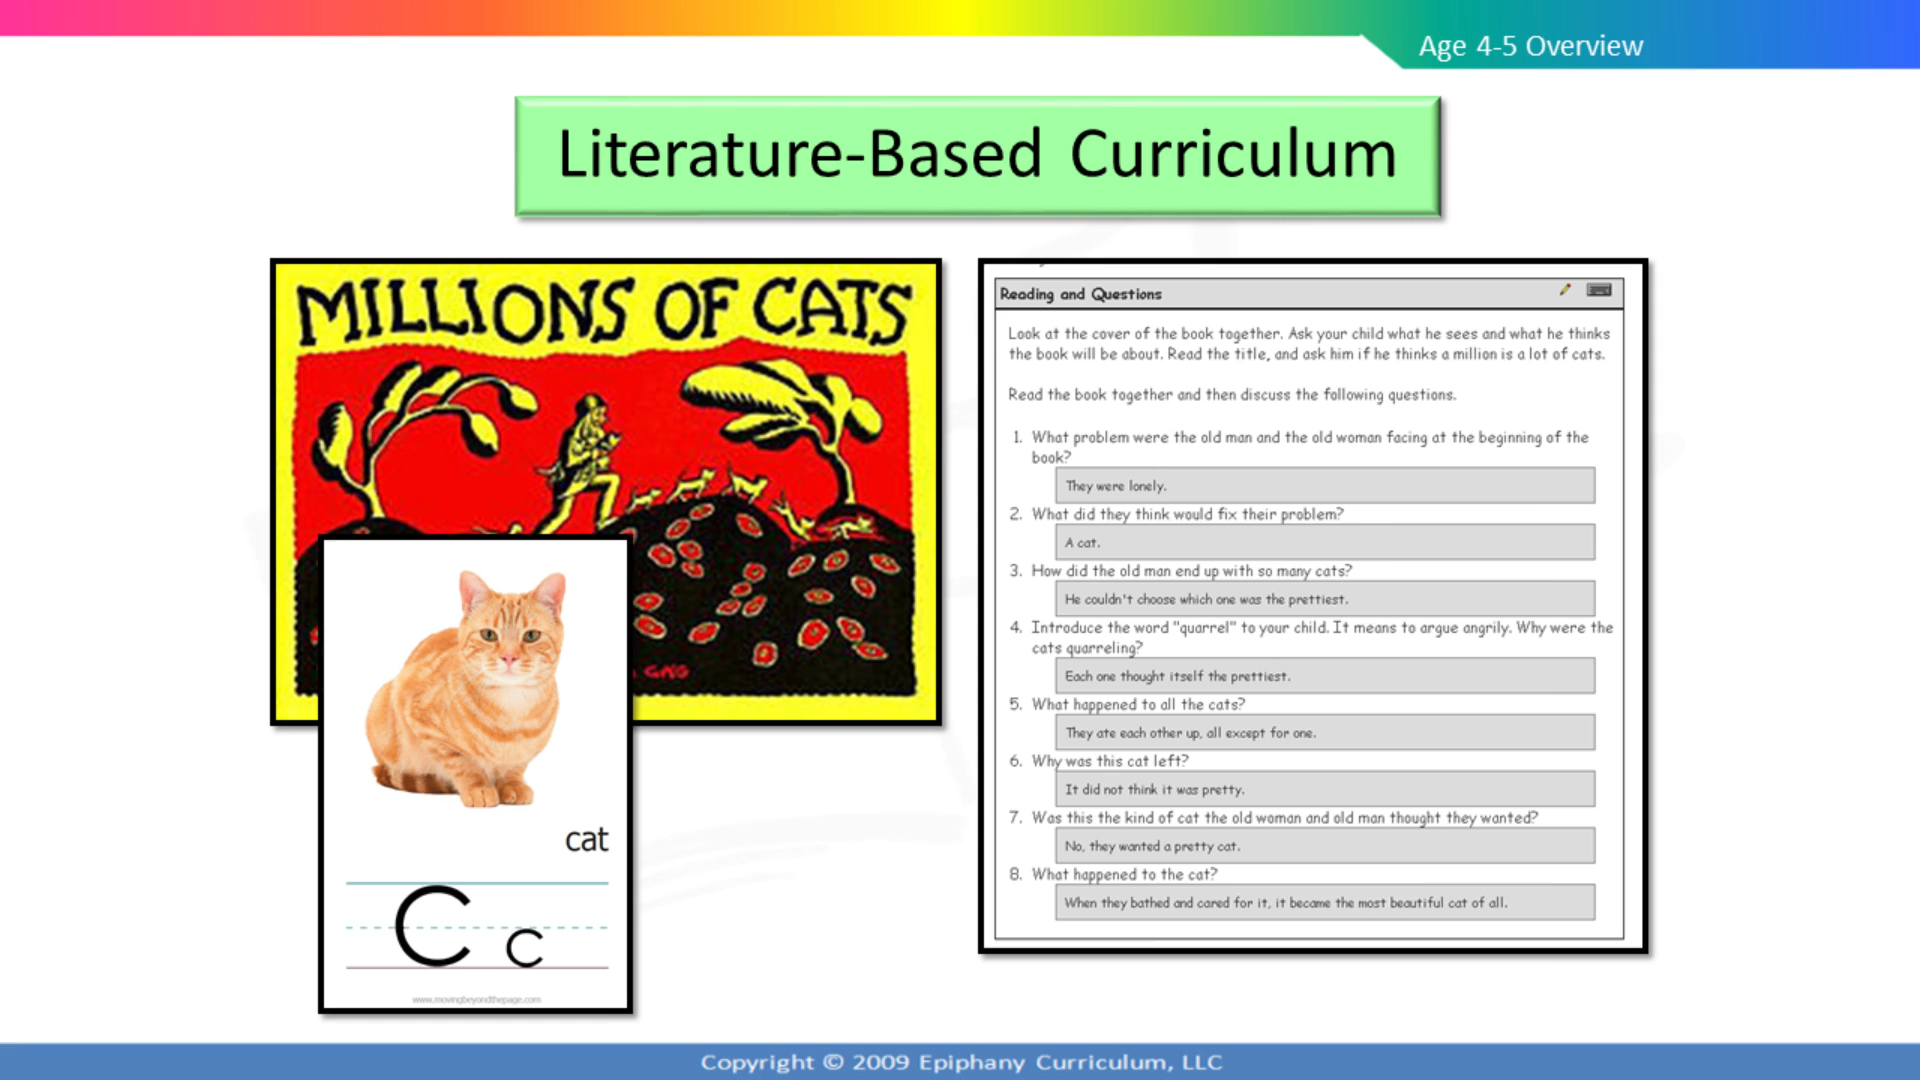 Age 4-5 Overview
Literature-Based Curriculum
MILLIONS OF CATS
GAG
cat
C c
www.movingbeyondthepage.com
Reading and Questions
Look at the cover of the book together. Ask your child what he sees and what he thinks
the book will be about. Read the title, and ask him if he thinks a million is a lot of cats.
Read the book together and then discuss the following questions.
1. What problem were the old man and the old woman facing at the beginning of the
book?
They were lonely.
2. What did they think would fix their problem?
A cat.
3. How did the old man end up with so many cats?
He couldn't choose which one was the prettiest.
4. Introduce the word "quarrel" to your child. It means to argue angrily. Why were the
cats quarreling?
Each one thought itself the prettiest.
5. What happened to all the cats?
They ate each other up, all except for one.
6. Why was this cat left?
It did not think it was pretty.
7. Was this the kind of cat the old woman and old man thought they wanted?
No, they wanted a pretty cat.
8. What happened to the cat?
When they bathed and cared for it, it became the most beautiful cat of all.
Copyright © 2009 Epiphany Curriculum, LLC